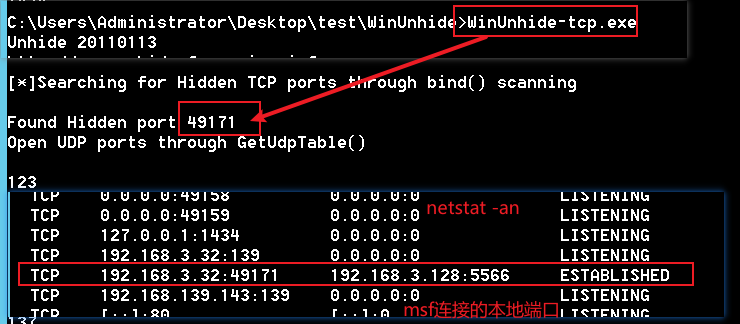 C:\Users\Administrator\Desktop\test\WinUnhide>WinUnhide-tcp.exe
Unhide 20110113
[*]Searching for Hidden TCP ports through bind() scanning
Found Hidden port 49171
Open UDP ports through GetUdpTable()
123
TCP 0.0.0.0:49158 0.0.0.0:0 LISTENING
netstat -an
TCP 0.0.0.0:49159 0.0.0.0:0 LISTENING
TCP 127.0.0.1:1434 0.0.0.0:0 LISTENING
TCP 192.168.3.32:139 0.0.0.0:0 LISTENING
TCP 192.168.3.32:49171 192.168.3.128:5566 ESTABLISHED
TCP 192.168.139.143:139 0.0.0.0:0 LISTENING
msf连接的本地端口
TCP [::]:80 [::]:0 LISTENING
137